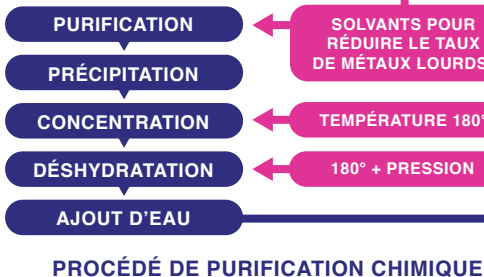 PURIFICATION
SOLVANTS POUR
RÉDUIRE LE TAUX
DE MÉTAUX LOURDS
PRÉCIPITATION
CONCENTRATION
TEMPÉRATURE 180°
DÉSHYDRATATION
180° + PRESSION
AJOUT D'EAU
PROCÉDÉ DE PURIFICATION CHIMIQUE